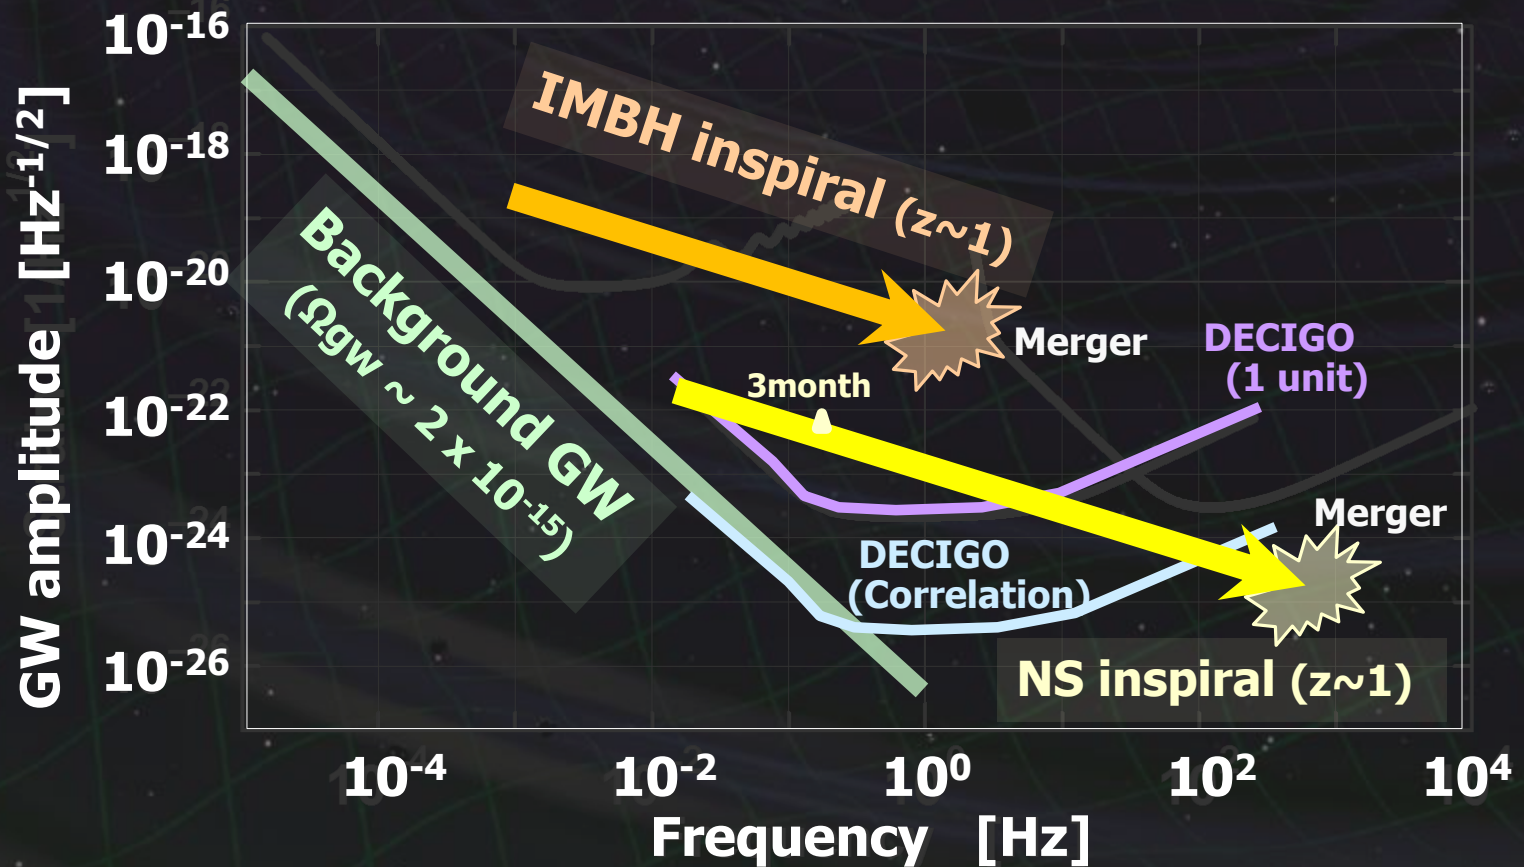 10⁻¹⁶
10⁻¹⁸
10⁻²⁰
10⁻²²
10⁻²⁴
10⁻²⁶
GW amplitude [Hz⁻¹/²]
IMBH inspiral (z~1)
Merger
Background GW
(Ωgw ~ 2 x 10⁻¹⁵)
3month
DECIGO
(1 unit)
DECIGO
(Correlation)
Merger
NS inspiral (z~1)
10⁻⁴
10⁻²
10⁰
10²
10⁴
Frequency [Hz]